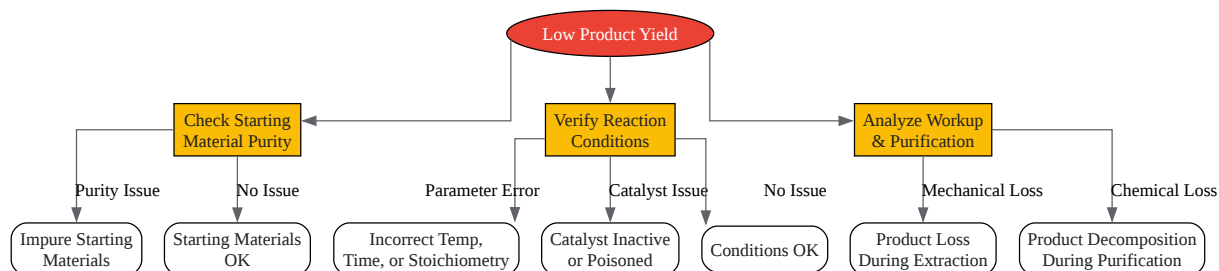 Low Product Yield
Check Starting
Material Purity
Verify Reaction
Conditions
Analyze Workup
& Purification
Purity Issue
No Issue
Parameter Error
Catalyst Issue
No Issue
Mechanical Loss
Chemical Loss
Impure Starting
Materials
Starting Materials
OK
Incorrect Temp,
Time, or Stoichiometry
Catalyst Inactive
or Poisoned
Conditions OK
Product Loss
During Extraction
Product Decomposition
During Purification